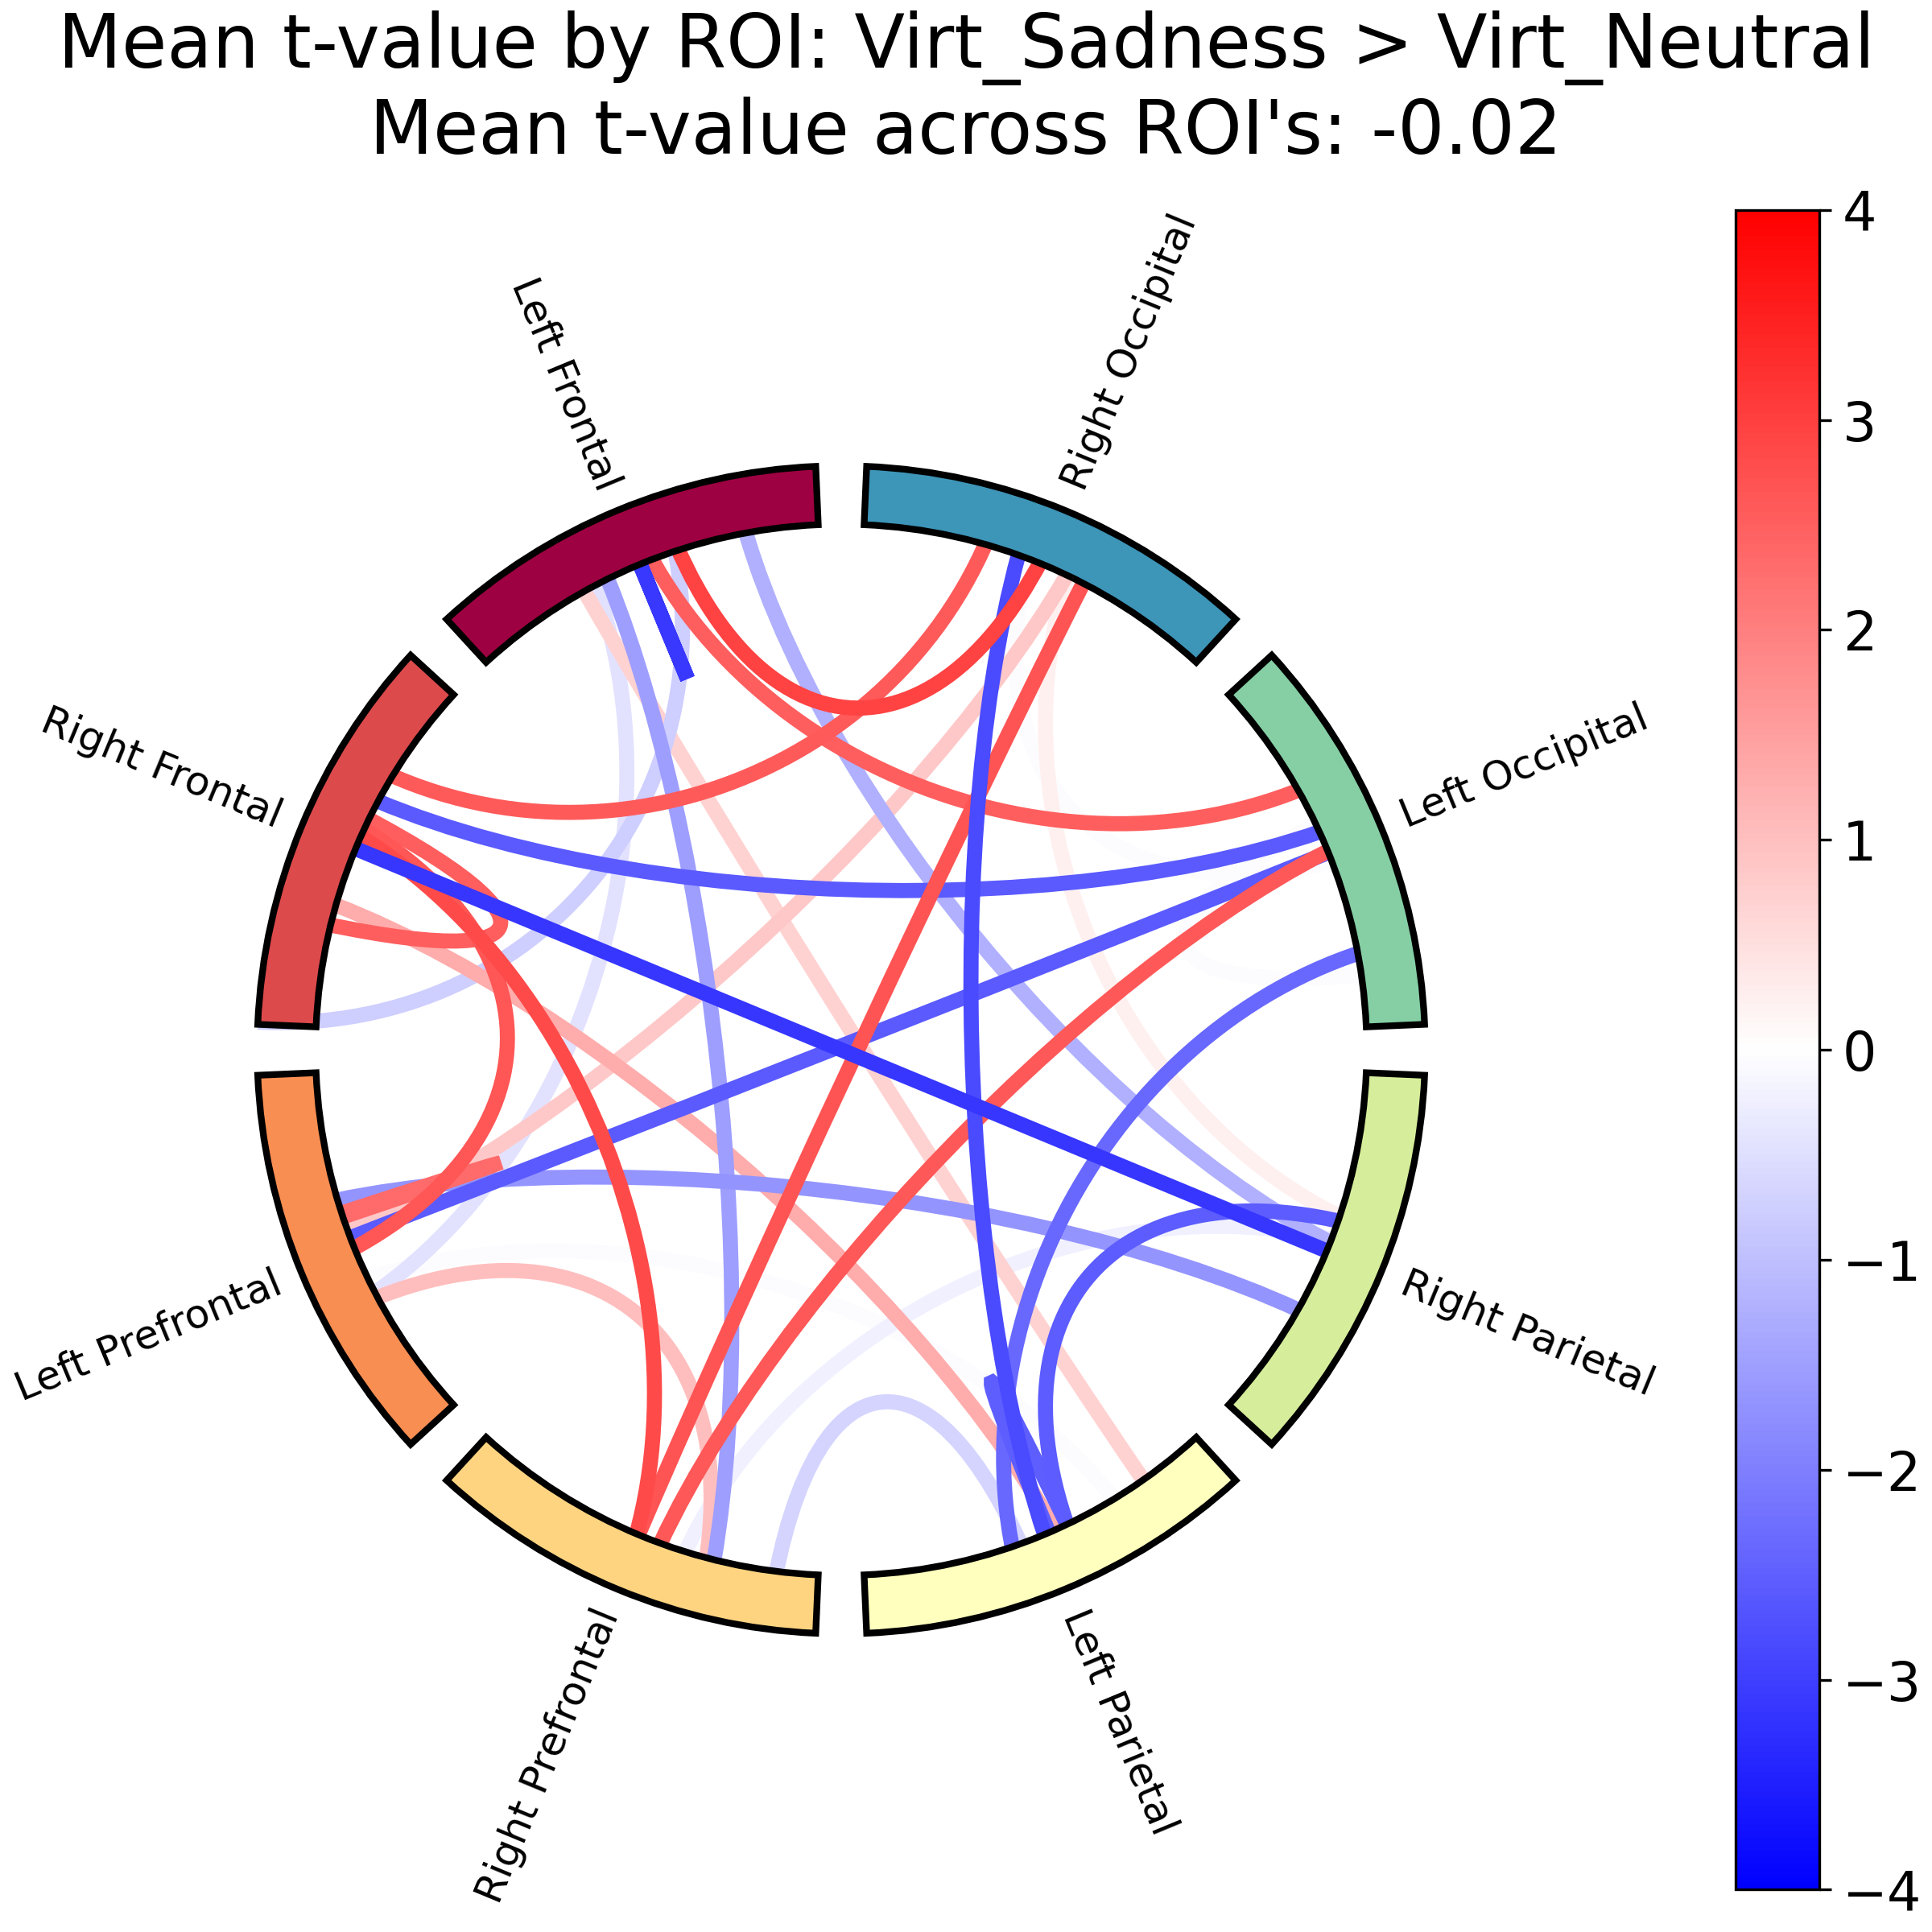 Mean t-value by ROI: Virt_Sadness > Virt_Neutral
Mean t-value across ROI's: -0.02
Left Frontal
Right Occipital
Right Frontal
Left Occipital
Left Prefrontal
Right Parietal
Right Prefrontal
Left Parietal
4
3
2
1
0
−1
−2
−3
−4